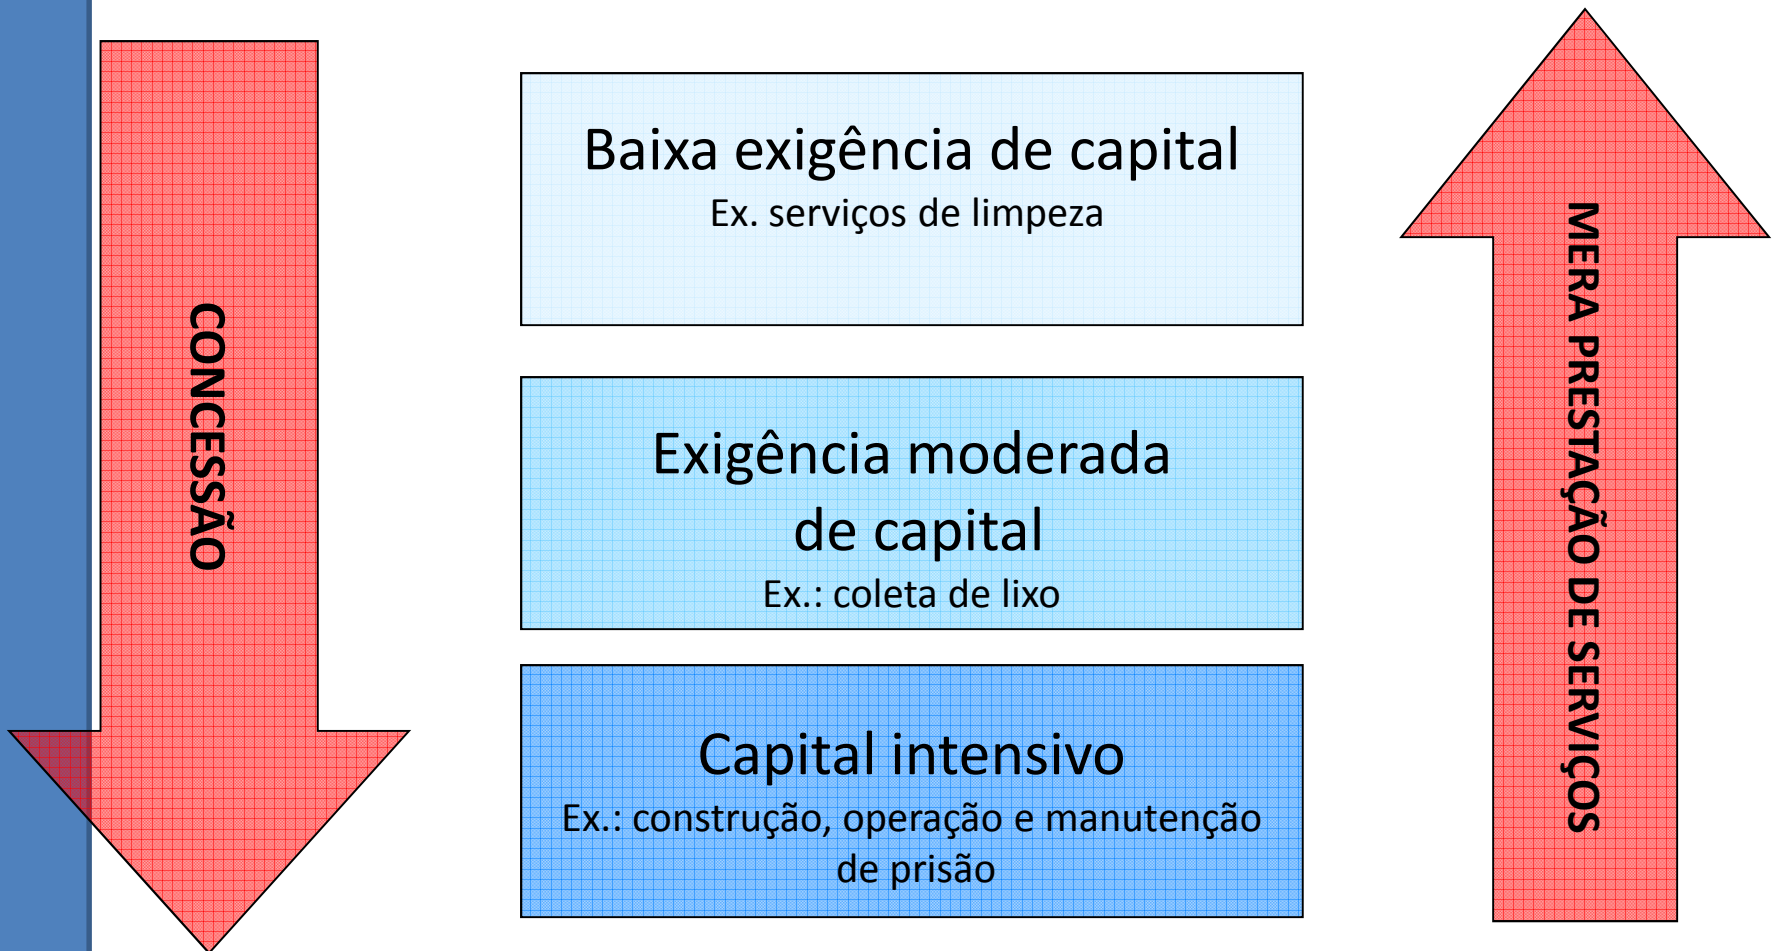 CONCESSÃO
Baixa exigência de capital
Ex. serviços de limpeza
Exigência moderada
de capital
Ex.: coleta de lixo
Capital intensivo
Ex.: construção, operação e manutenção
de prisão
MERA PRESTAÇÃO DE SERVIÇOS